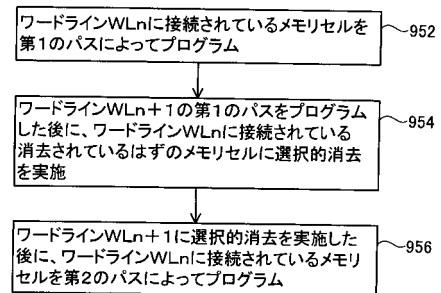 ワードラインWLnに接続されているメモリセルを
第1のパスによってプログラム
952
ワードラインWLn+1の第1のパスをプログラム
した後に、ワードラインWLnに接続されている
消去されているはずのメモリセルに選択的消去
を実施
954
ワードラインWLn+1に選択的消去を実施した
後に、ワードラインWLnに接続されているメモリ
セルを第2のパスによってプログラム
956